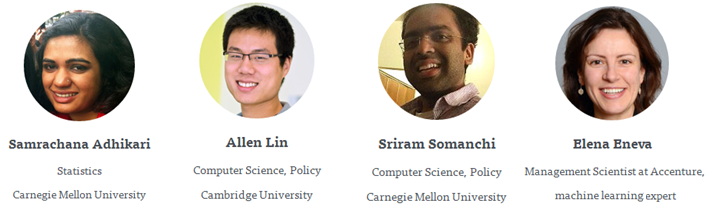 Samrachana Adhikari
Statistics
Carnegie Mellon University
Allen Lin
Computer Science, Policy
Cambridge University
Sriram Somanchi
Computer Science, Policy
Carnegie Mellon University
Elena Eneva
Management Scientist at Accenture,
machine learning expert